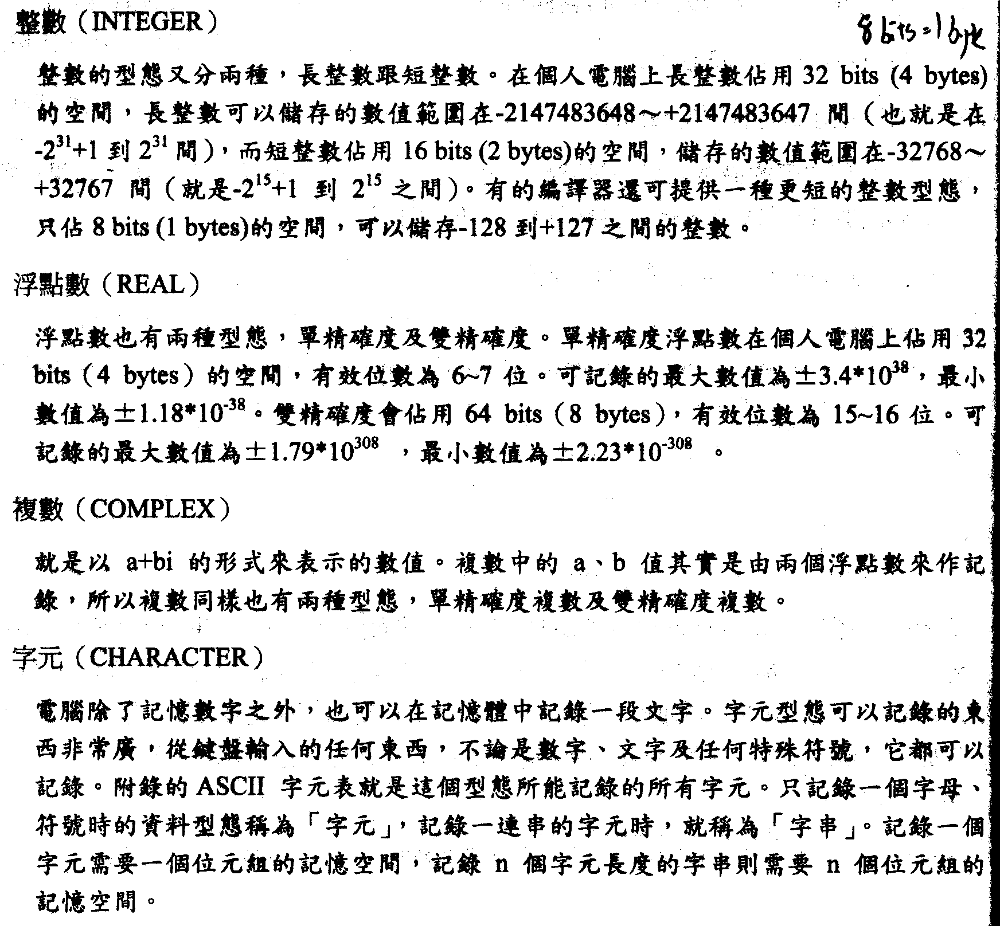 整數（INTEGER）
8 bits = 1 byte
整數的型態又分兩種，長整數跟短整數。在個人電腦上長整數佔用 32 bits (4 bytes)
的空間，長整數可以儲存的數值範圍在-2147483648～+2147483647 間（也就是在
-2³¹+1 到 2³¹ 間），而短整數佔用 16 bits (2 bytes)的空間，儲存的數值範圍在-32768～
+32767 間（就是-2¹⁵+1 到 2¹⁵ 之間）。有的編譯器還可提供一種更短的整數型態，
只佔 8 bits (1 bytes)的空間，可以儲存-128 到+127 之間的整數。
浮點數（REAL）
浮點數也有兩種型態，單精確度及雙精確度。單精確度浮點數在個人電腦上佔用 32
bits（4 bytes）的空間，有效位數為 6~7 位。可記錄的最大數值為±3.4*10³⁸，最小
數值為±1.18*10⁻³⁸。雙精確度會佔用 64 bits（8 bytes），有效位數為 15~16 位。可
記錄的最大數值為±1.79*10³⁰⁸ ，最小數值為±2.23*10⁻³⁰⁸ 。
複數（COMPLEX）
就是以 a+bi 的形式來表示的數值。複數中的 a、b 值其實是由兩個浮點數來作記
錄，所以複數同樣也有兩種型態，單精確度複數及雙精確度複數。
字元（CHARACTER）
電腦除了記憶數字之外，也可以在記憶體中記錄一段文字。字元型態可以記錄的東
西非常廣，從鍵盤輸入的任何東西，不論是數字、文字及任何特殊符號，它都可以
記錄。附錄的 ASCII 字元表就是這個型態所能記錄的所有字元。只記錄一個字母、
符號時的資料型態稱為「字元」，記錄一連串的字元時，就稱為「字串」。記錄一個
字元需要一個位元組的記憶空間，記錄 n 個字元長度的字串則需要 n 個位元組的
記憶空間。